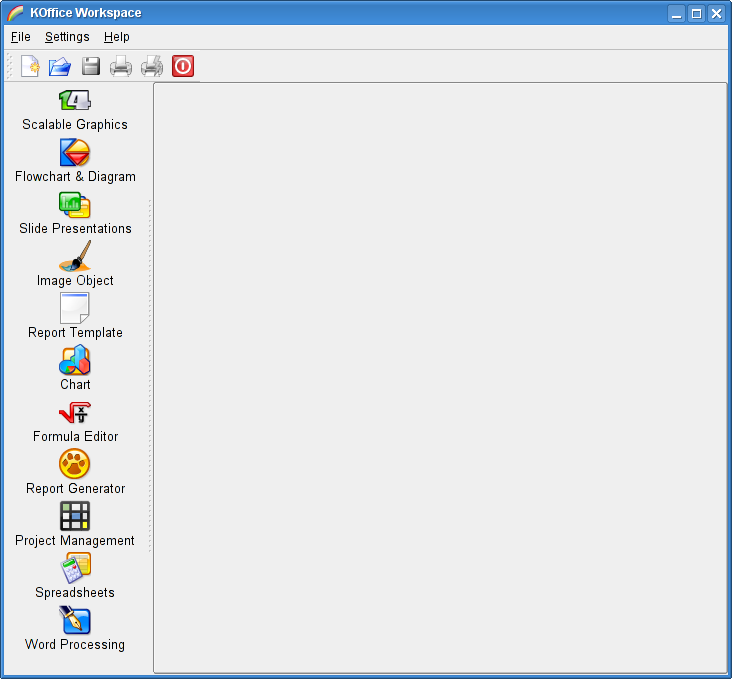 KOffice Workspace
File Settings Help
Scalable Graphics
Flowchart & Diagram
Slide Presentations
Image Object
Report Template
Chart
Formula Editor
Report Generator
Project Management
Spreadsheets
Word Processing